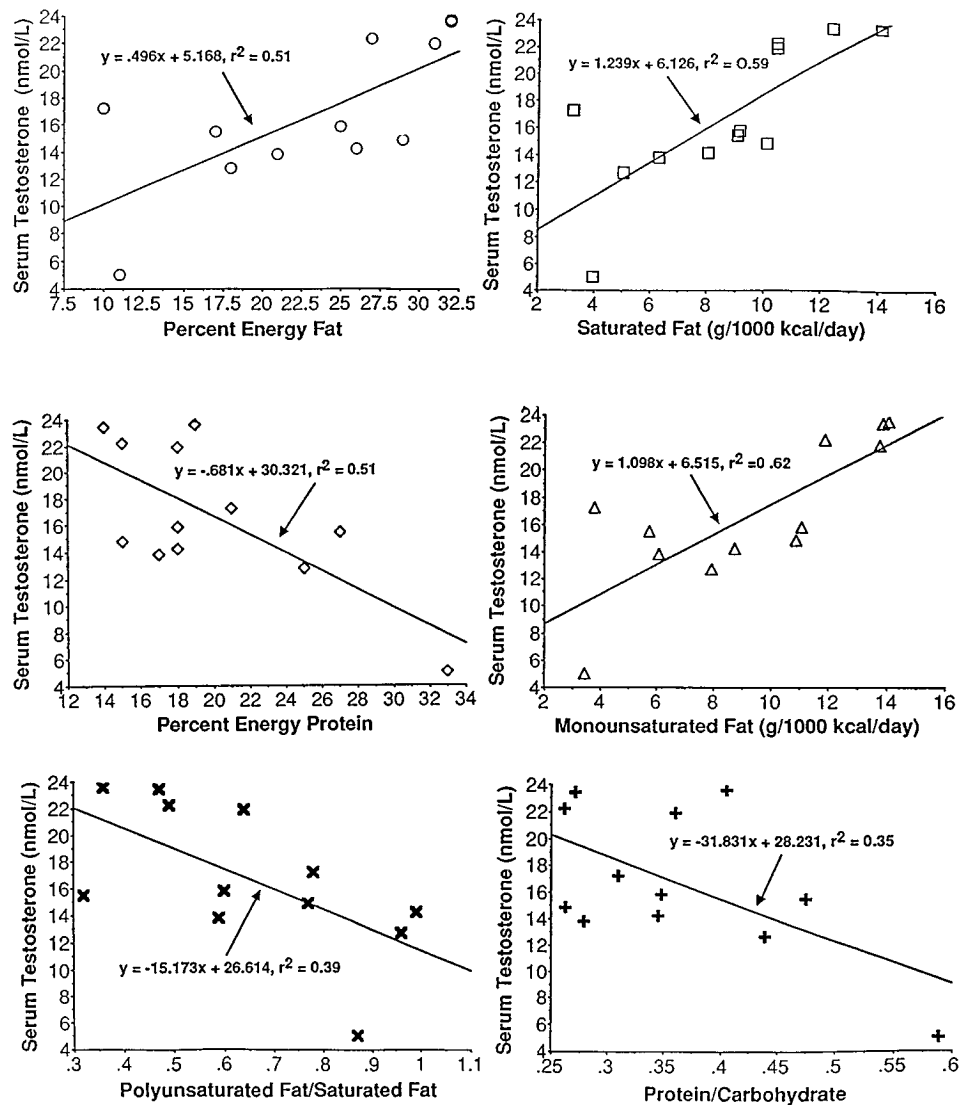 Serum Testosterone (nmol/L)
24
22
20
18
16
14
12
10
8
6
4
y = .496x + 5.168, r2 = 0.51
7.5 10 12.5 15 17.5 20 22.5 25 27.5 30 32.5
Percent Energy Fat
Serum Testosterone (nmol/L)
24
22
20
18
16
14
12
10
8
6
4
y = 1.239x + 6.126, r2 = 0.59
2 4 6 8 10 12 14 16
Saturated Fat (g/1000 kcal/day)
Serum Testosterone (nmol/L)
24
22
20
18
16
14
12
10
8
6
4
y = -.681x + 30.321, r2 = 0.51
12 14 16 18 20 22 24 26 28 30 32 34
Percent Energy Protein
Serum Testosterone (nmol/L)
24
22
20
18
16
14
12
10
8
6
4
y = 1.098x + 6.515, r2 =0.62
2 4 6 8 10 12 14 16
Monounsaturated Fat (g/1000 kcal/day)
Serum Testosterone (nmol/L)
24
22
20
18
16
14
12
10
8
6
4
y = -15.173x + 26.614, r2 = 0.39
.3 .4 .5 .6 .7 .8 .9 1 1.1
Polyunsaturated Fat/Saturated Fat
Serum Testosterone (nmol/L)
24
22
20
18
16
14
12
10
8
6
4
y = -31.831x + 28.231, r2 = 0.35
.25 .3 .35 .4 .45 .5 .55 .6
Protein/Carbohydrate